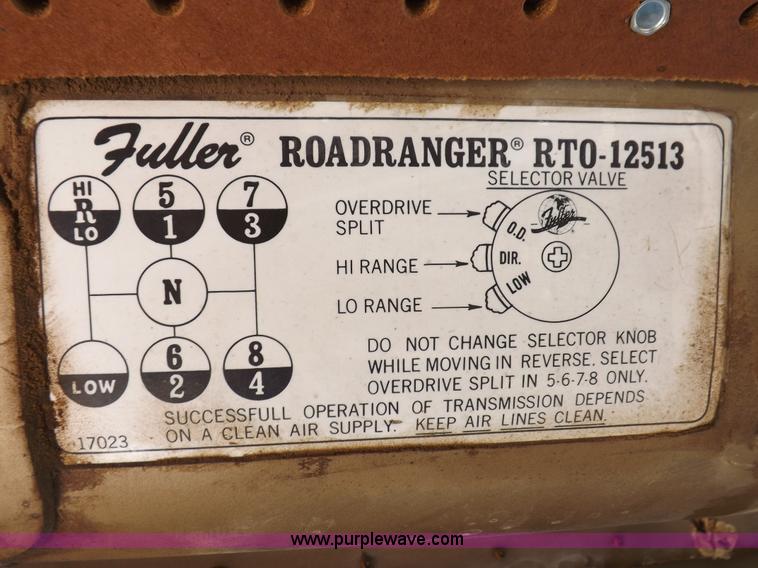 Fuller® ROADRANGER® RTO-12513
SELECTOR VALVE
HI
R
LO
5
1
7
3
N
LOW
6
2
8
4
OVERDRIVE
SPLIT
HI RANGE
LO RANGE
Fuller
O.D.
DIR.
LOW
DO NOT CHANGE SELECTOR KNOB
WHILE MOVING IN REVERSE. SELECT
OVERDRIVE SPLIT IN 5-6-7-8 ONLY.
SUCCESSFULL OPERATION OF TRANSMISSION DEPENDS
ON A CLEAN AIR SUPPLY. KEEP AIR LINES CLEAN.
17023
www.purplewave.com